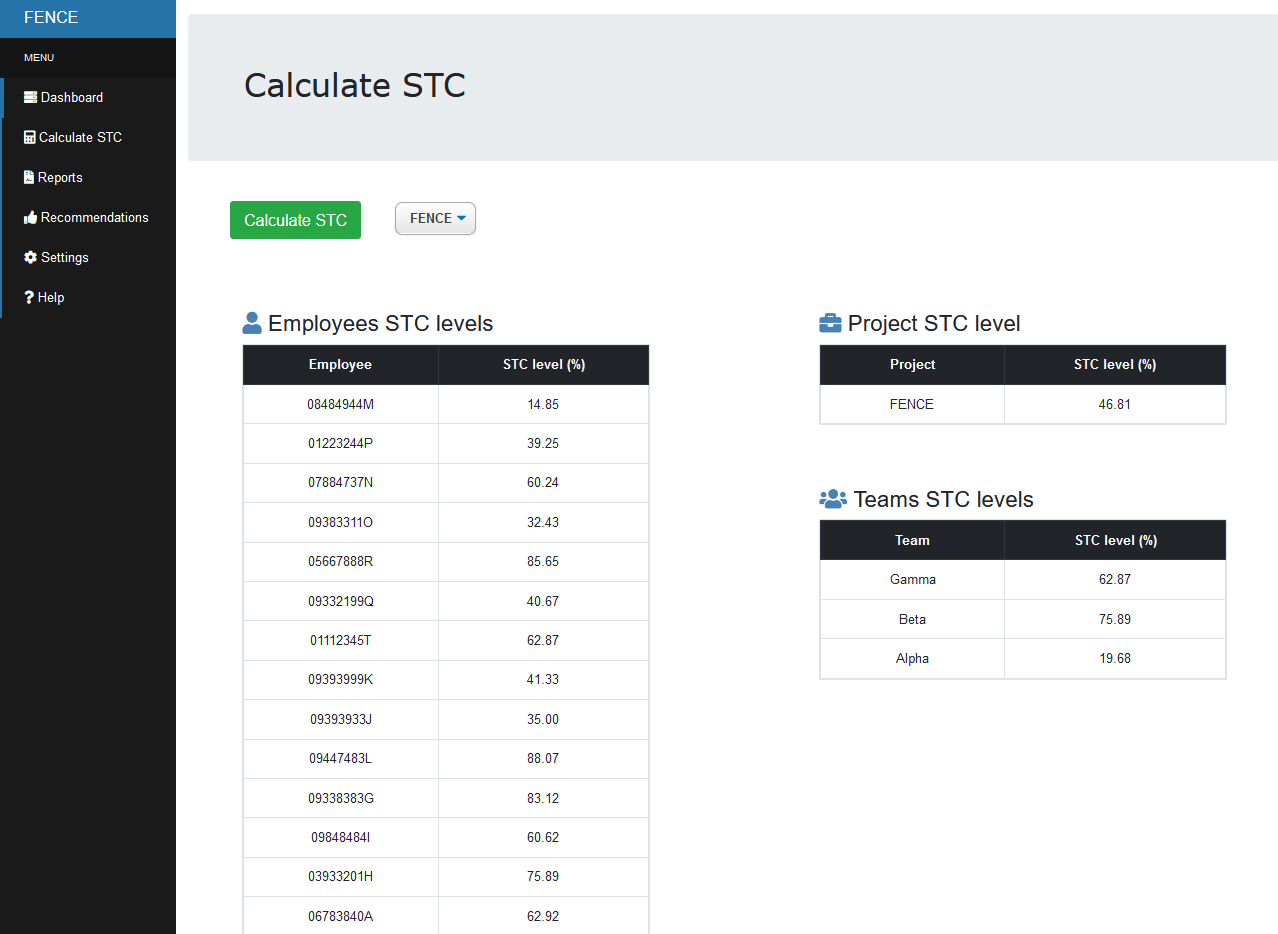 FENCE
MENU
Dashboard
Calculate STC
Reports
Recommendations
Settings
Help
Calculate STC
Calculate STC
FENCE
Employees STC levels
Employee STC level (%)
08484944M 14.85
01223244P 39.25
07884737N 60.24
09383311O 32.43
05667888R 85.65
09332199Q 40.67
01112345T 62.87
09393999K 41.33
09393933J 35.00
09447483L 88.07
09338383G 83.12
09848484I 60.62
03933201H 75.89
06783840A 62.92
Project STC level
Project STC level (%)
FENCE 46.81
Teams STC levels
Team STC level (%)
Gamma 62.87
Beta 75.89
Alpha 19.68